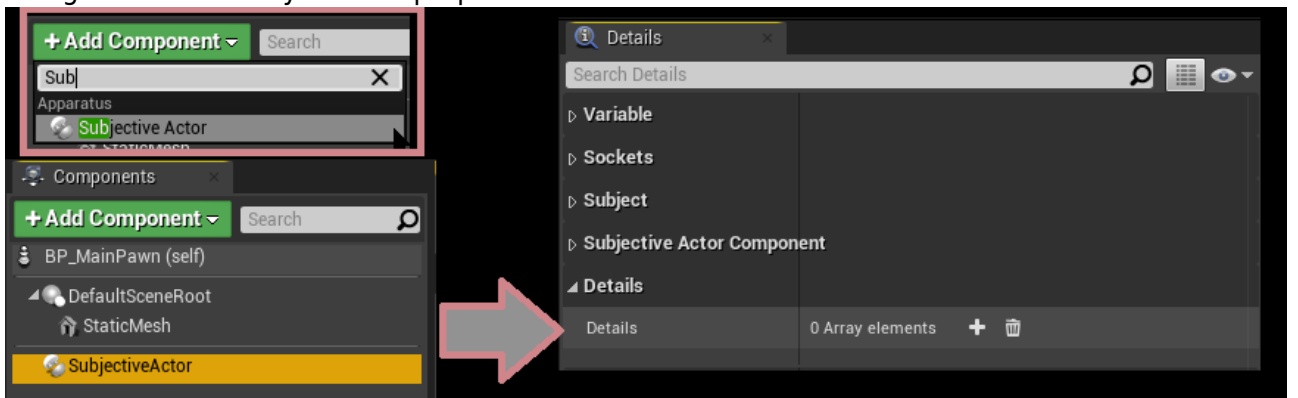 + Add Component
Search
Sub
Apparatus
Subjective Actor
StaticMesh
Components
+ Add Component
Search
BP_MainPawn (self)
DefaultSceneRoot
StaticMesh
SubjectiveActor
Details
Search Details
Variable
Sockets
Subject
Subjective Actor Component
Details
Details 0 Array elements